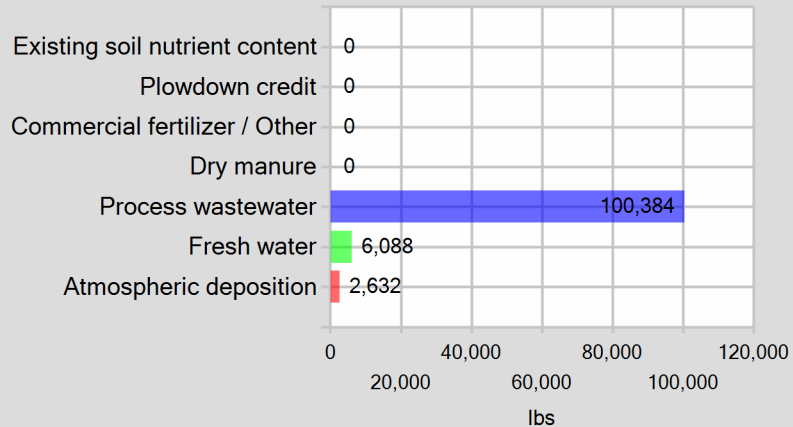 Existing soil nutrient content 0
Plowdown credit 0
Commercial fertilizer / Other 0
Dry manure 0
Process wastewater 100,384
Fresh water 6,088
Atmospheric deposition 2,632
0 40,000 80,000 120,000
20,000 60,000 100,000
lbs